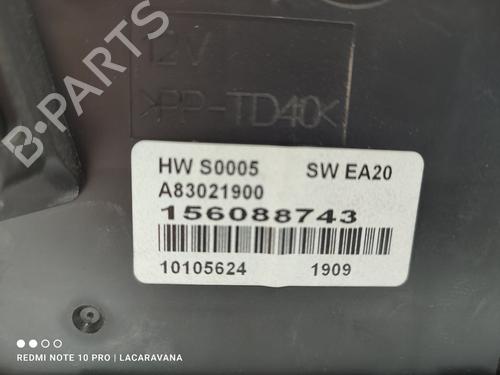 12V
>PP-TD40<
HW S0005 SW EA20
A83021900
156088743
10105624 1909
B-PARTS
REDMI NOTE 10 PRO | LACARAVANA